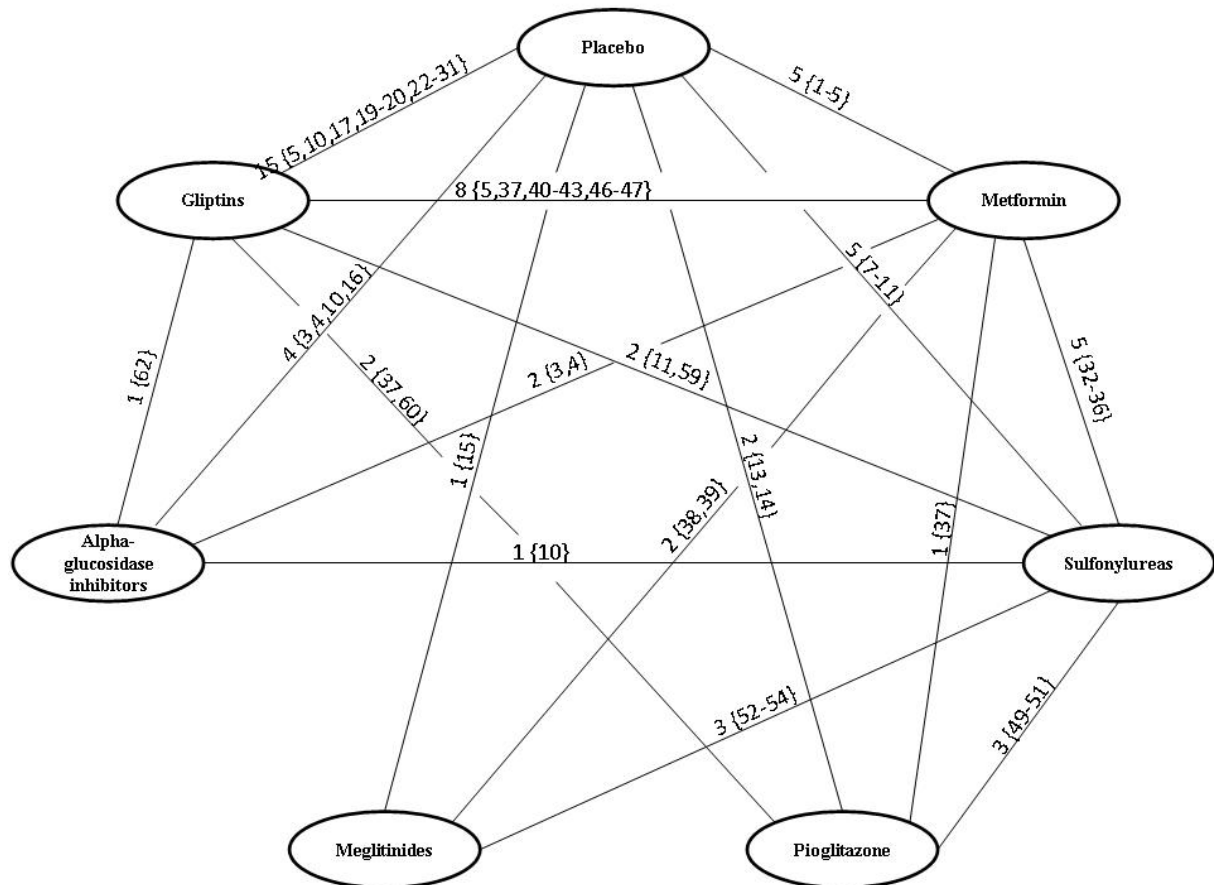 Placebo
5 {1-5}
15 {5,10,17,19-20,22-31}
Gliptins
8 {5,37,40-43,46-47}
Metformin
5 {7-11}
4 {3,4,10,16}
2 {37,60}
2 {3,4}
2 {11,59}
5 {32-36}
1 {62}
1 {15}
2 {13,14}
2 {38,39}
1 {37}
Alpha-
glucosidase
inhibitors
1 {10}
Sulfonylureas
3 {52-54}
3 {49-51}
Meglitinides
Pioglitazone